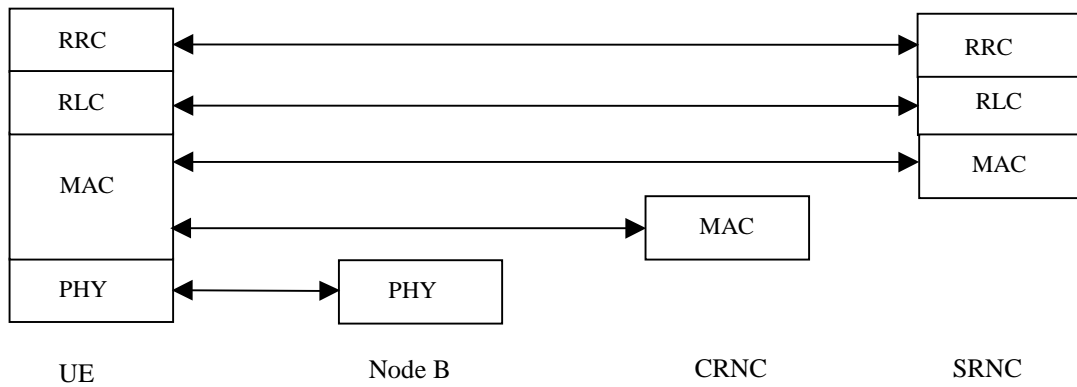 RRC
RRC
RLC
RLC
MAC
MAC
MAC
PHY
PHY
UE
Node B
CRNC
SRNC